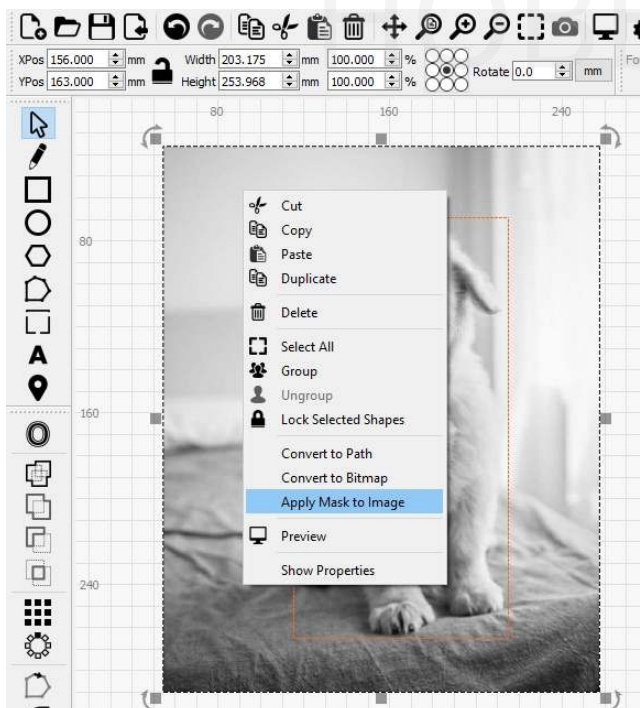 XPos 156.000 mm Width 203.175 mm 100.000 % Rotate 0.0 mm
YPos 163.000 mm Height 253.968 mm 100.000 %
80 160 240
80
Cut
Copy
Paste
Duplicate
Delete
Select All
Group
Ungroup
160
Lock Selected Shapes
Convert to Path
Convert to Bitmap
Apply Mask to Image
Preview
Show Properties
240
A